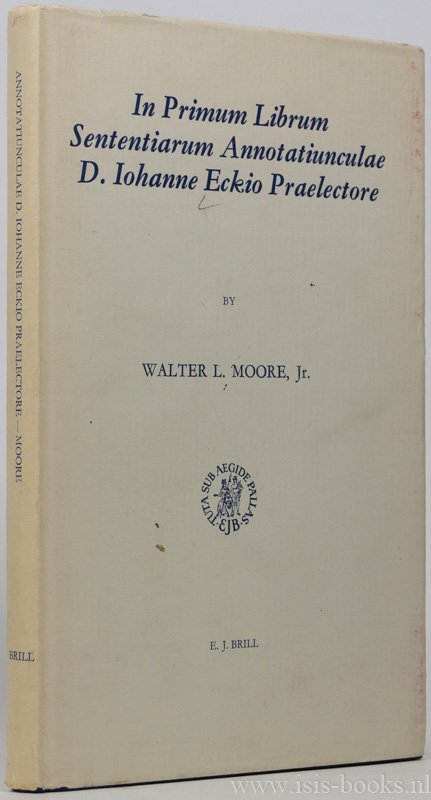 In Primum Librum
Sententiarum Annotatiunculae
D. Iohanne Eckio Praelectore
BY
WALTER L. MOORE, Jr.
TUTA SUB AEGIDE PALLAS
EJB
E. J. BRILL
ANNOTATIUNCULAE D. IOHANNE ECKIO PRAELECTORE — MOORE
BRILL
www.isis-books.nl